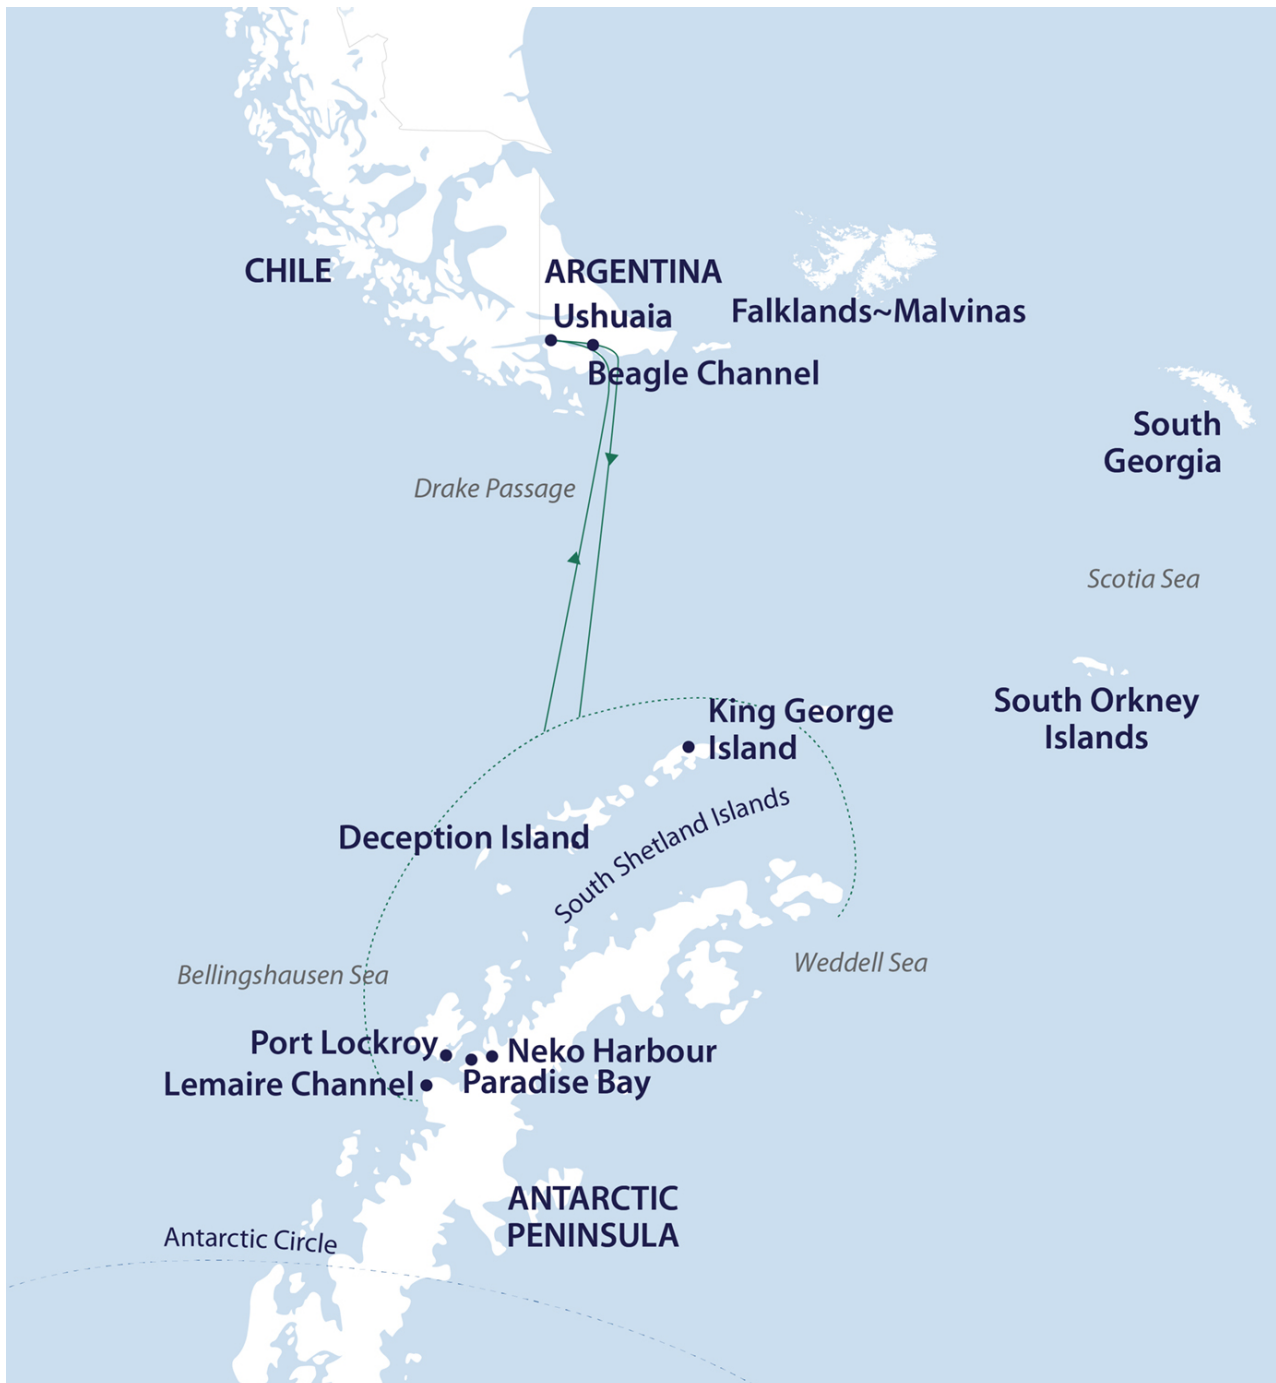 CHILE
ARGENTINA
Ushuaia
Falklands~Malvinas
Beagle Channel
South
Georgia
Drake Passage
Scotia Sea
South Orkney
Islands
King George
Island
Deception Island
South Shetland Islands
Weddell Sea
Bellingshausen Sea
Port Lockroy
Neko Harbour
Lemaire Channel
Paradise Bay
ANTARCTIC
PENINSULA
Antarctic Circle